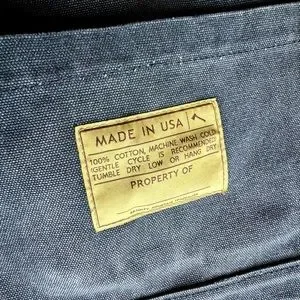 MADE IN USA
100% COTTON, MACHINE WASH COLD
(GENTLE CYCLE IS RECOMMENDED)
TUMBLE DRY LOW OR HANG DRY
PROPERTY OF